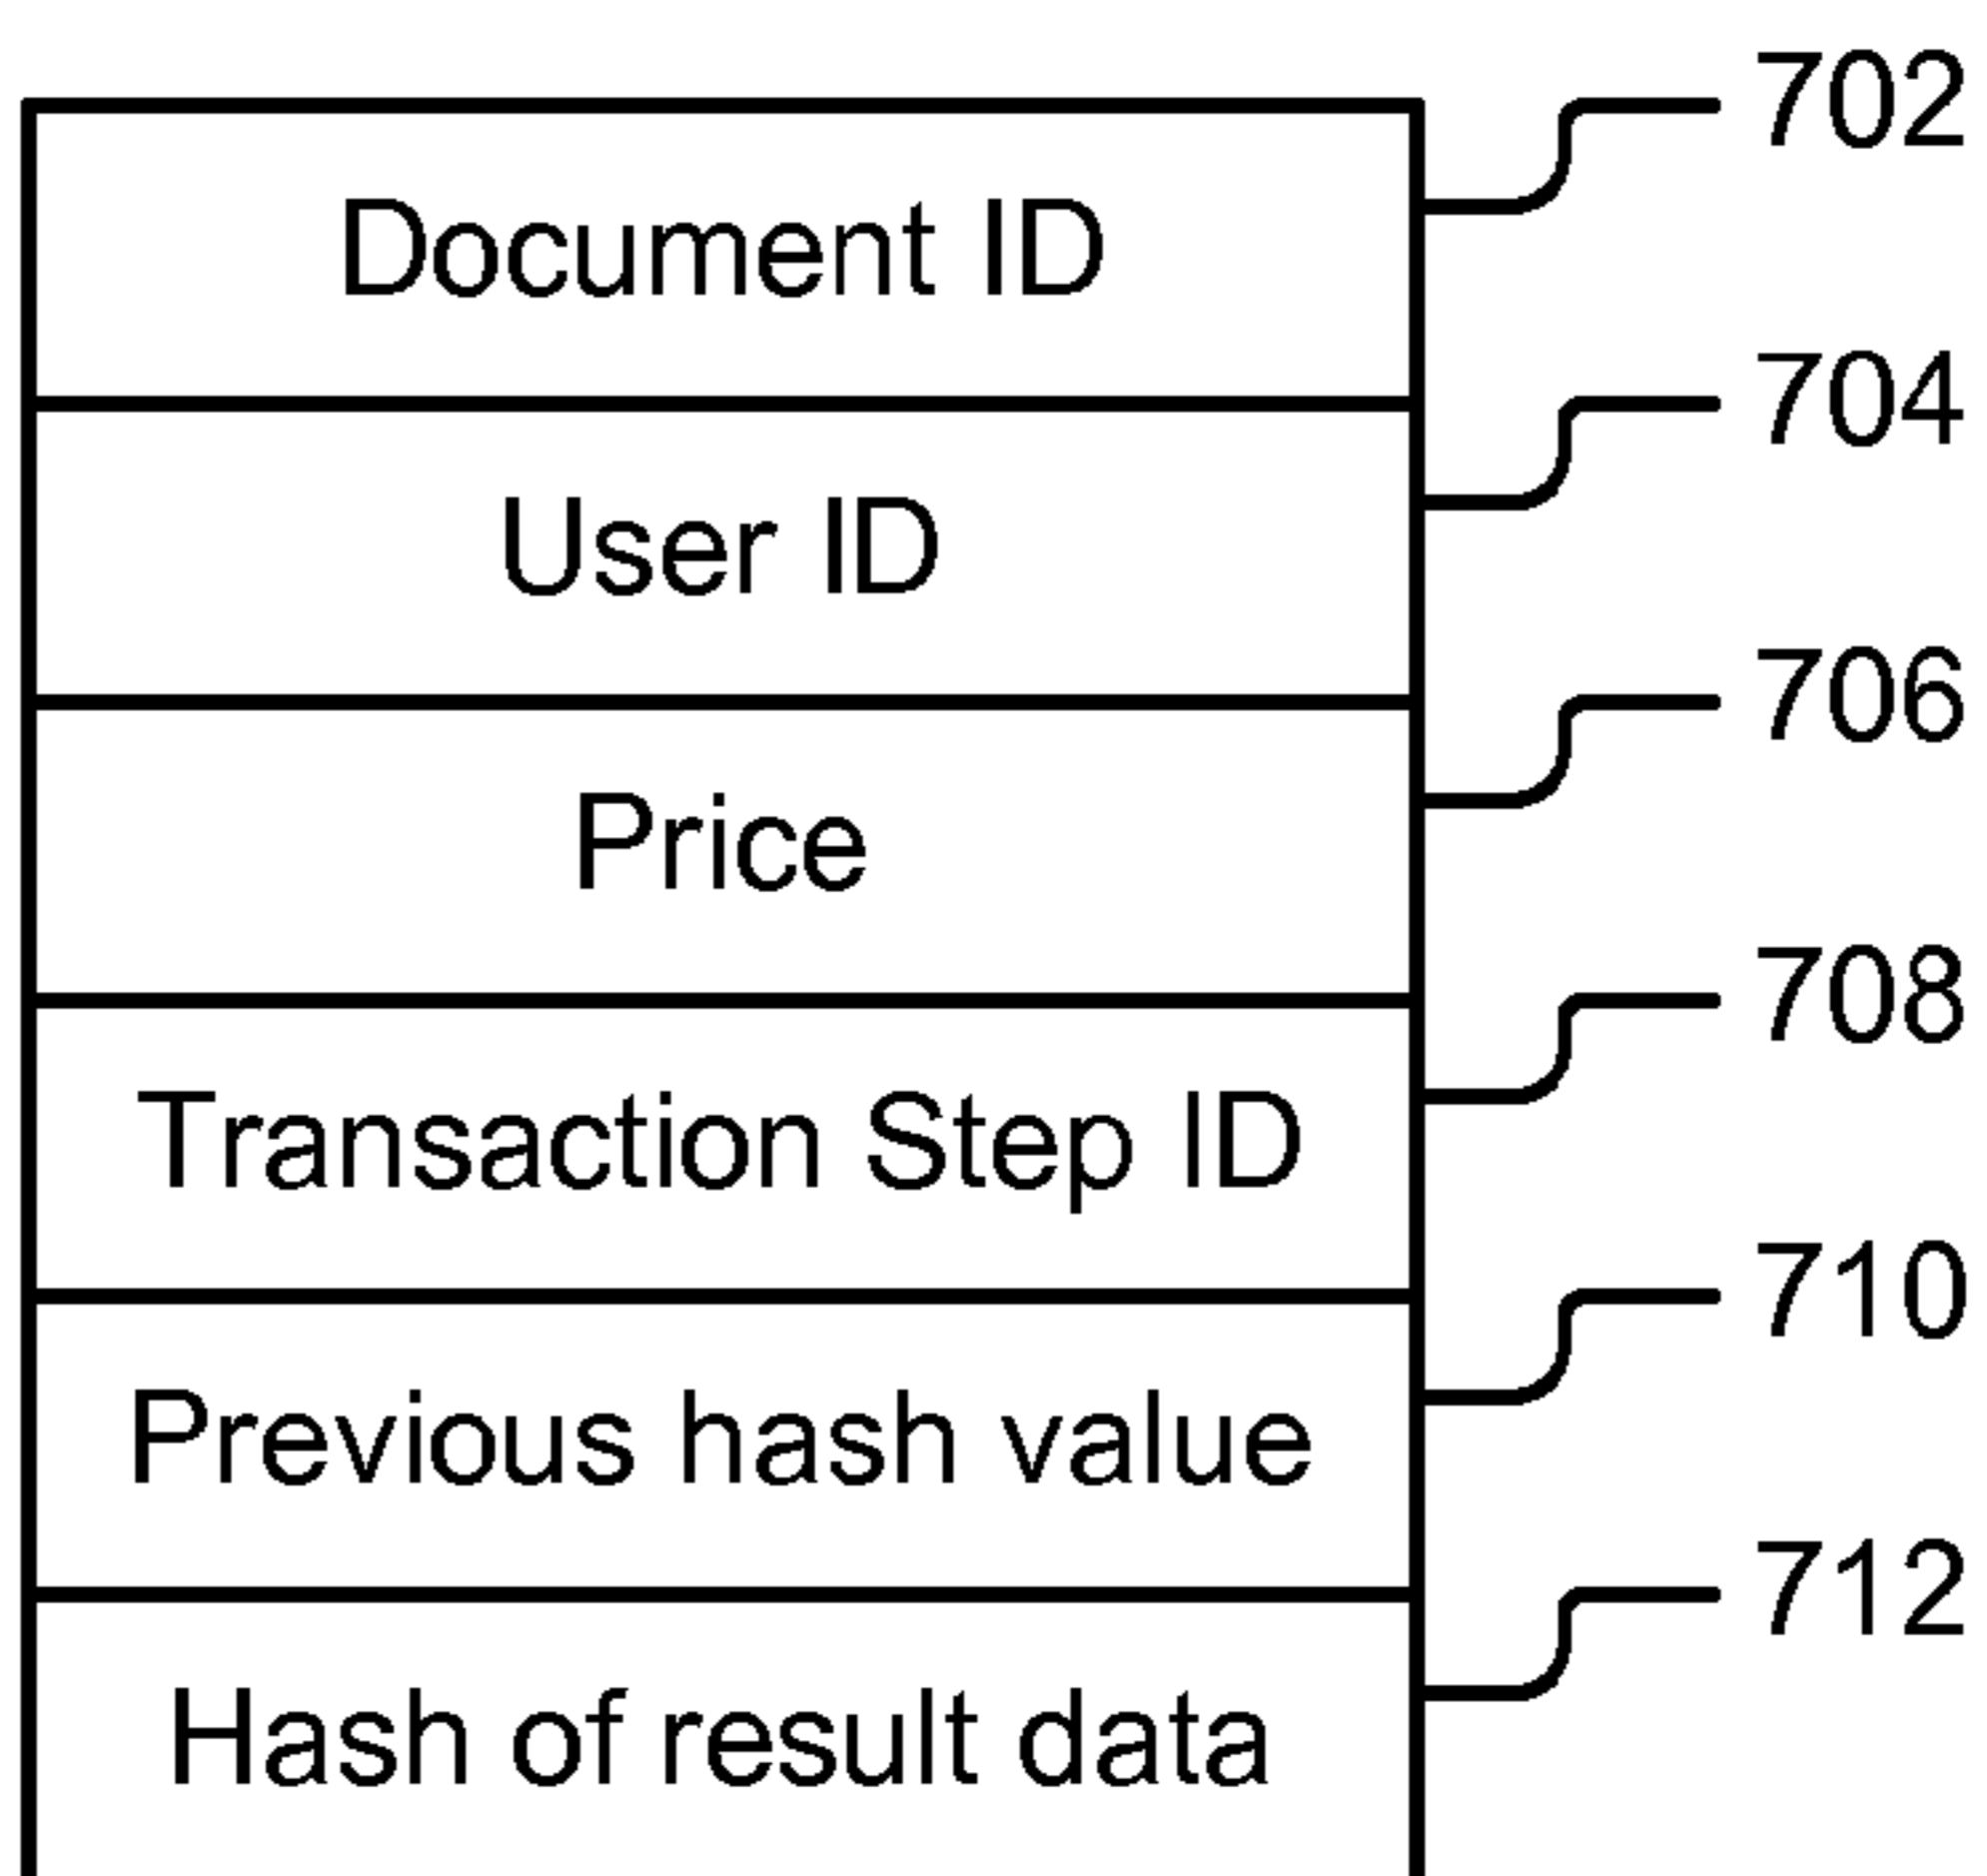 702
Document ID
704
User ID
706
Price
708
Transaction Step ID
710
Previous hash value
712
Hash of result data